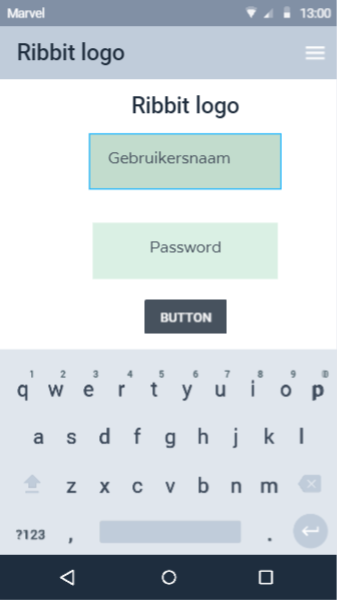 Marvel 13:00
Ribbit logo
Ribbit logo
Gebruikersnaam
Password
BUTTON
1 2 3 4 5 6 7 8 9 0
q w e r t y u i o p
a s d f g h j k l
z x c v b n m
?123 , .